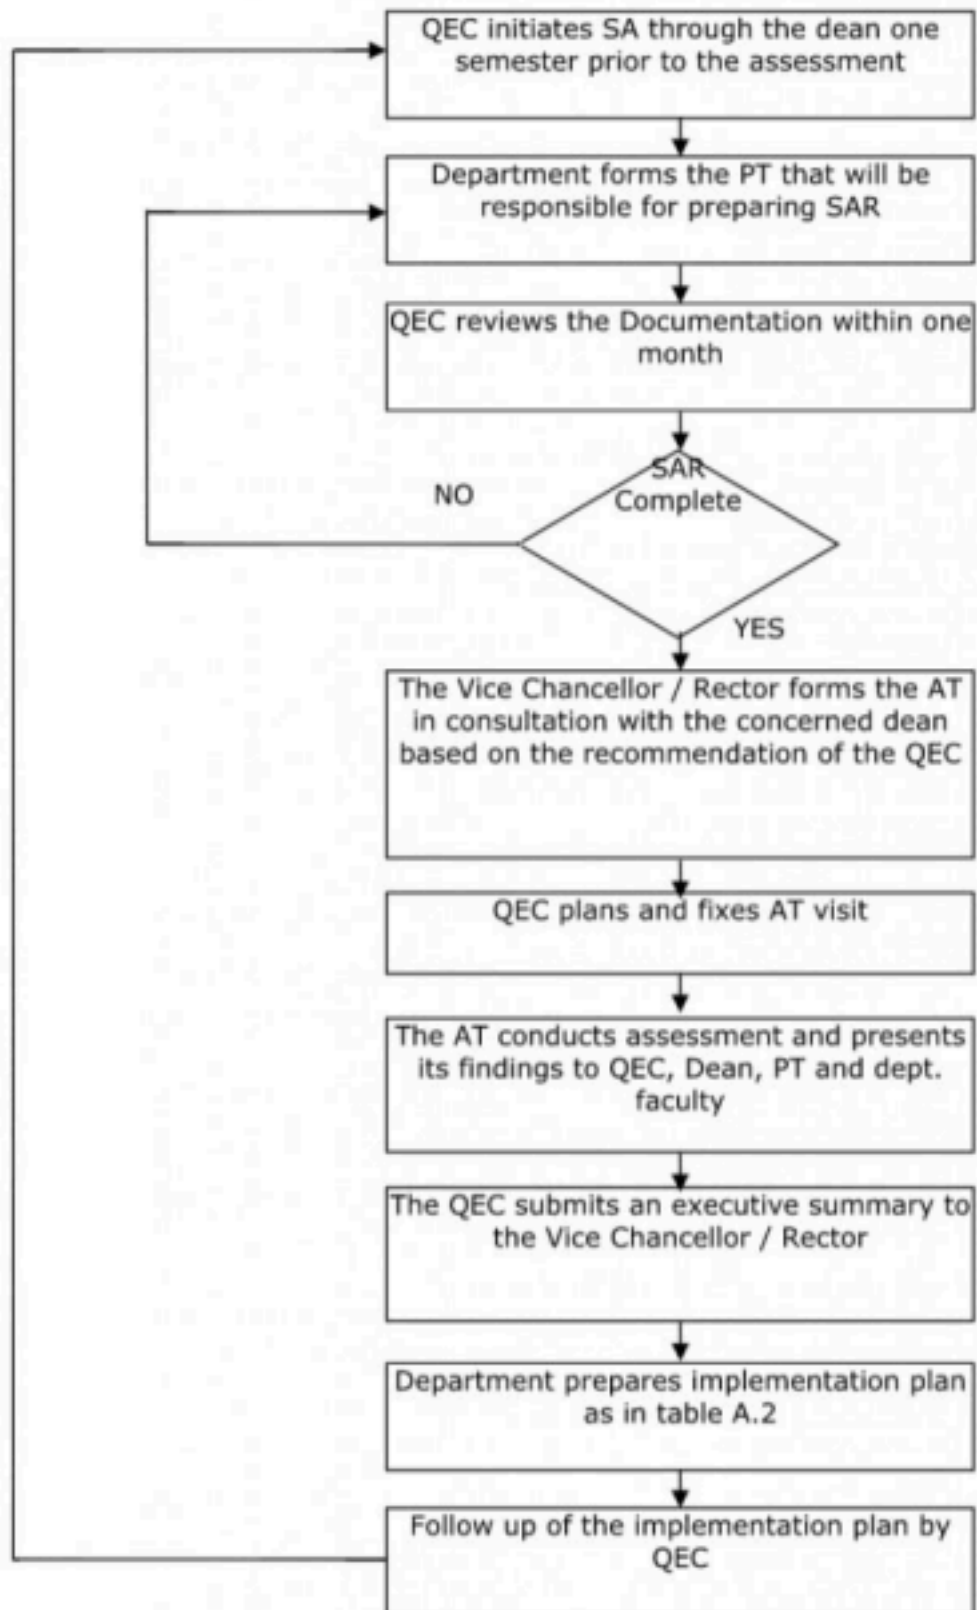 QEC initiates SA through the dean one
semester prior to the assessment
Department forms the PT that will be
responsible for preparing SAR
QEC reviews the Documentation within one
month
SAR
Complete
NO
YES
The Vice Chancellor / Rector forms the AT
in consultation with the concerned dean
based on the recommendation of the QEC
QEC plans and fixes AT visit
The AT conducts assessment and presents
its findings to QEC, Dean, PT and dept.
faculty
The QEC submits an executive summary to
the Vice Chancellor / Rector
Department prepares implementation plan
as in table A.2
Follow up of the implementation plan by
QEC